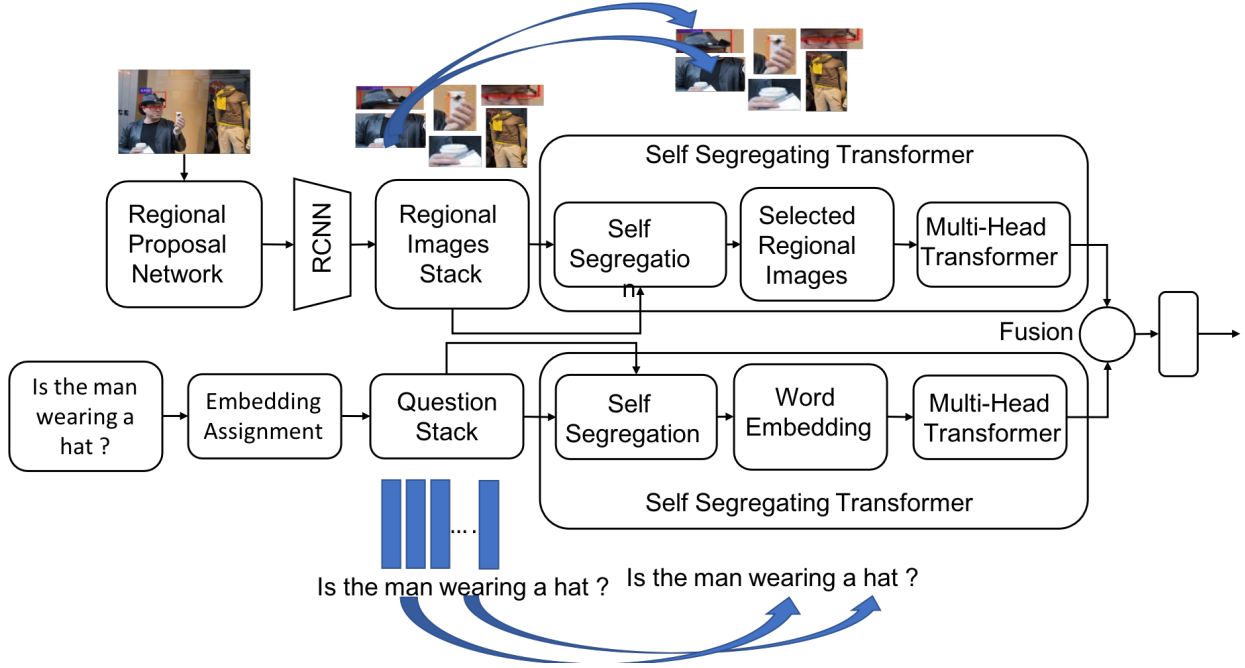 Self Segregating Transformer
Regional
Proposal
Network
RCNN
Regional
Images
Stack
Self
Segregatio
n
Selected
Regional
Images
Multi-Head
Transformer
Fusion
Is the man
wearing a
hat ?
Embedding
Assignment
Question
Stack
Self
Segregation
Word
Embedding
Multi-Head
Transformer
Self Segregating Transformer
... .
Is the man wearing a hat ?
Is the man wearing a hat ?